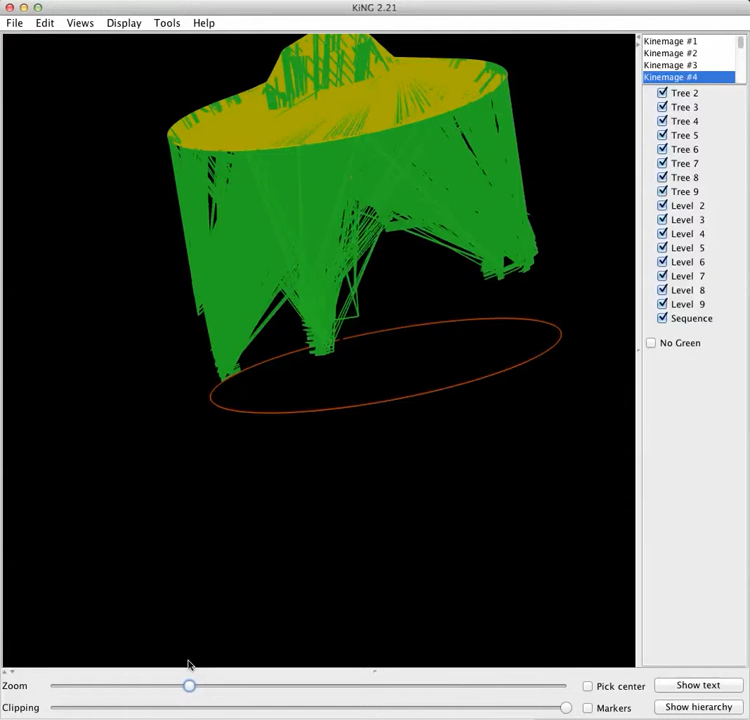 KiNG 2.21
File Edit Views Display Tools Help
Kinemage #1
Kinemage #2
Kinemage #3
Kinemage #4
Tree 2
Tree 3
Tree 4
Tree 5
Tree 6
Tree 7
Tree 8
Tree 9
Level 2
Level 3
Level 4
Level 5
Level 6
Level 7
Level 8
Level 9
Sequence
No Green
Zoom Pick center Show text
Clipping Markers Show hierarchy